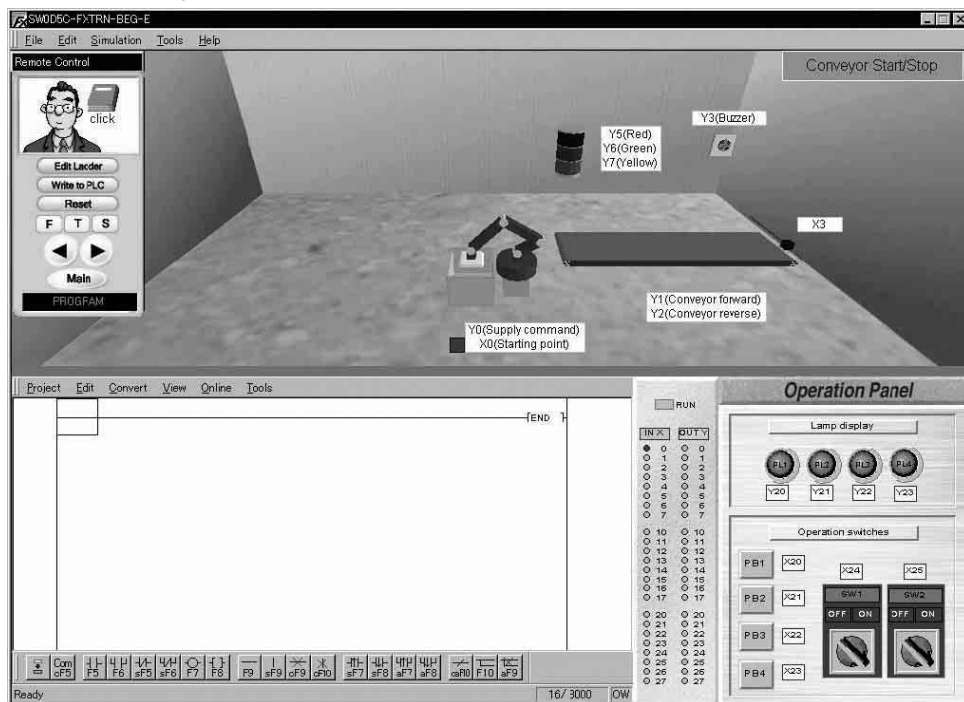 SW0D5C-FXTRN-BEG-E
File Edit Simulation Tools Help
Remote Control
click
Edit Ladder
Write to PLC
Reset
F T S
Main
PROGRAM
Conveyor Start/Stop
Y3(Buzzer)
Y5(Red)
Y6(Green)
Y7(Yellow)
X3
Y1(Conveyor forward)
Y2(Conveyor reverse)
Y0(Supply command)
X0(Starting point)
Project Edit Convert View Online Tools
END
RUN
IN X OUT Y
0 0
1 1
2 2
3 3
4 4
5 5
6 6
7 7
10 10
11 11
12 12
13 13
14 14
15 15
16 16
17 17
20 20
21 21
22 22
23 23
24 24
25 25
26 26
27 27
Operation Panel
Lamp display
PL1 PL2 PL3 PL4
Y20 Y21 Y22 Y23
Operation switches
PB1 X20
PB2 X21
PB3 X22
PB4 X23
X24 X25
SW1 SW2
OFF ON OFF ON
Com
cF5 F5 F6 sF5 sF6 F7 F8 F9 sF9 cF9 cF10 sF7 sF8 aF7 aF8 caF10 F10 aF9
Ready
16/ 3000 OW